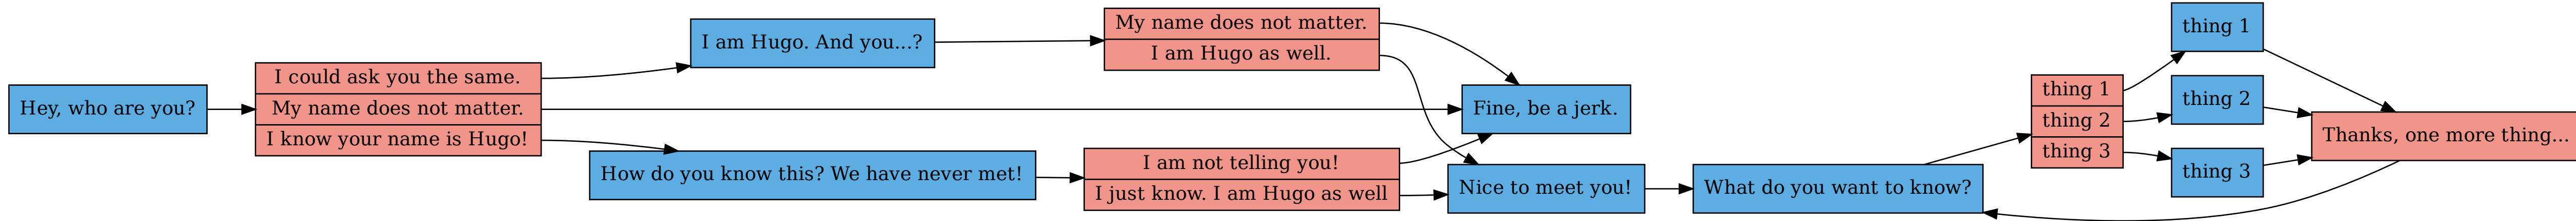 Hey, who are you?
I could ask you the same.
My name does not matter.
I know your name is Hugo!
I am Hugo. And you...?
How do you know this? We have never met!
My name does not matter.
I am Hugo as well.
I am not telling you!
I just know. I am Hugo as well
Fine, be a jerk.
Nice to meet you!
What do you want to know?
thing 1
thing 2
thing 3
thing 1
thing 2
thing 3
Thanks, one more thing...